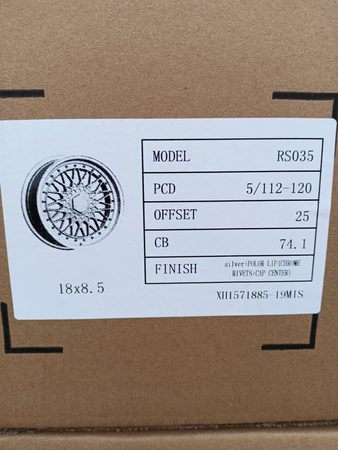 MODEL RS035
PCD 5/112-120
OFFSET 25
CB 74.1
FINISH silver+POLOR LIP(CHROME
RIVETS+CAP CENTER)
18x8.5
XH1571885-19MIS